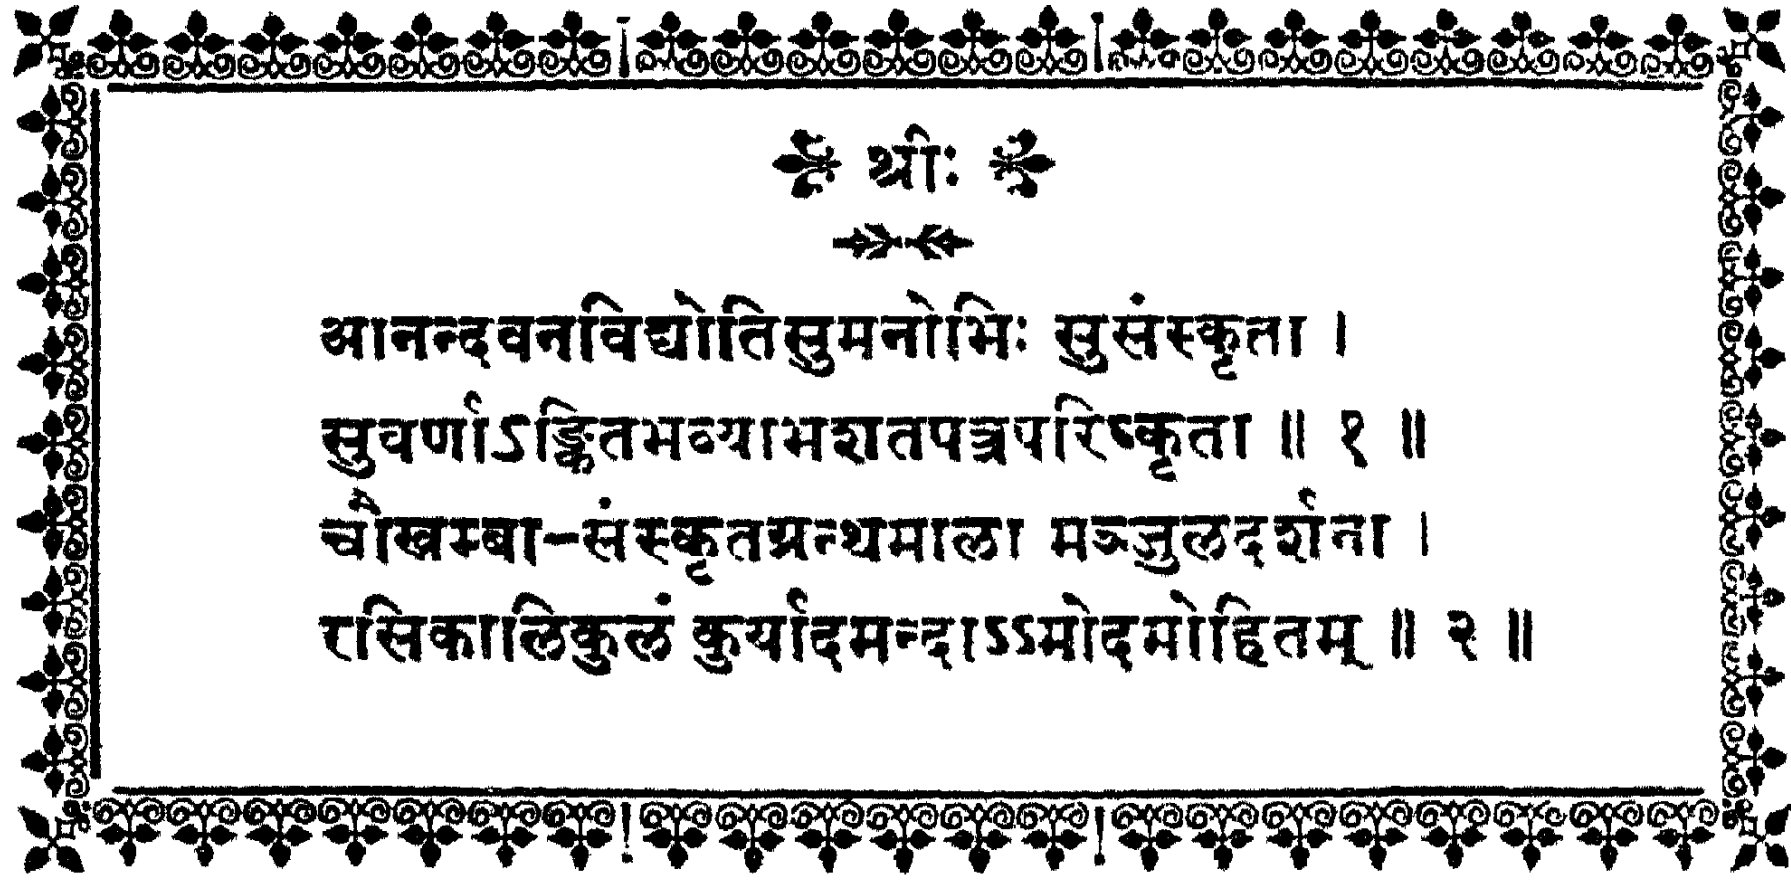 श्रीः
आनन्दवनविद्योतिसुमनोभिः सुसंस्कृता ।
सुवर्णाऽङ्कितभव्याभशतपत्रपरिष्कृता ॥ १ ॥
चौखम्बा-संस्कृतग्रन्थमाला मञ्जुलदर्शना ।
रसिकालिकुलं कुर्यादमन्दाऽऽमोदमोहितम् ॥ २ ॥